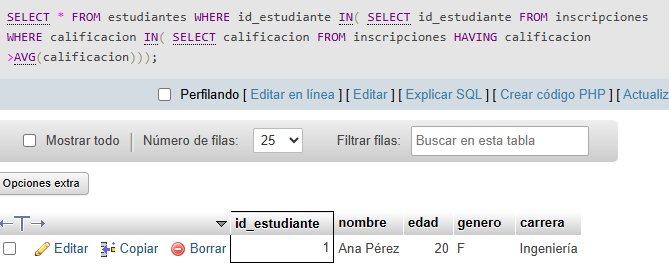 SELECT * FROM estudiantes WHERE id_estudiante IN( SELECT id_estudiante FROM inscripciones
WHERE calificacion IN( SELECT calificacion FROM inscripciones HAVING calificacion
>AVG(calificacion)));
Perfilando [ Editar en línea ] [ Editar ] [ Explicar SQL ] [ Crear código PHP ] [ Actualiz
Mostrar todo Número de filas: 25 Filtrar filas: Buscar en esta tabla
Opciones extra
←T→ id_estudiante nombre edad genero carrera
Editar Copiar Borrar 1 Ana Pérez 20 F Ingeniería